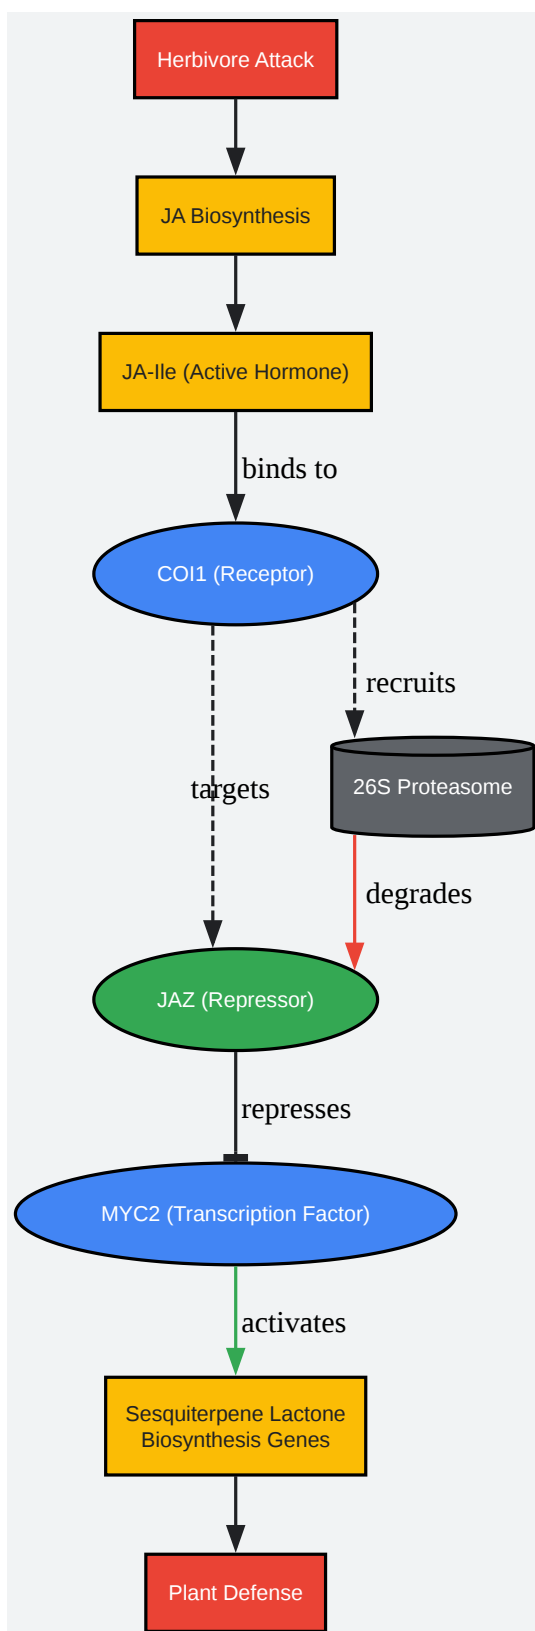 Herbivore Attack
JA Biosynthesis
JA-Ile (Active Hormone)
binds to
COI1 (Receptor)
recruits
targets
26S Proteasome
degrades
JAZ (Repressor)
represses
MYC2 (Transcription Factor)
activates
Sesquiterpene Lactone
Biosynthesis Genes
Plant Defense